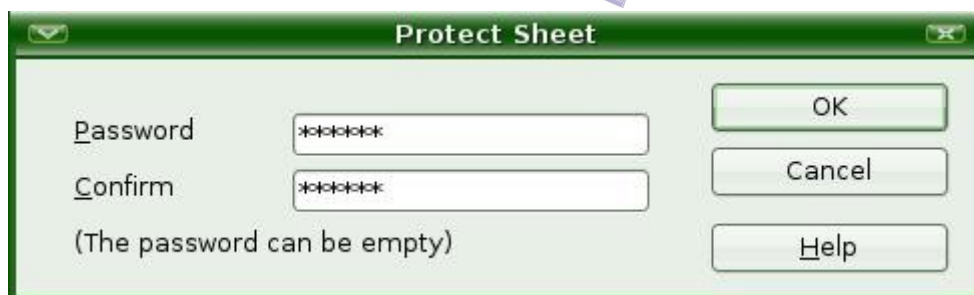 Protect Sheet
Password ******
OK
Confirm ******
Cancel
(The password can be empty)
Help